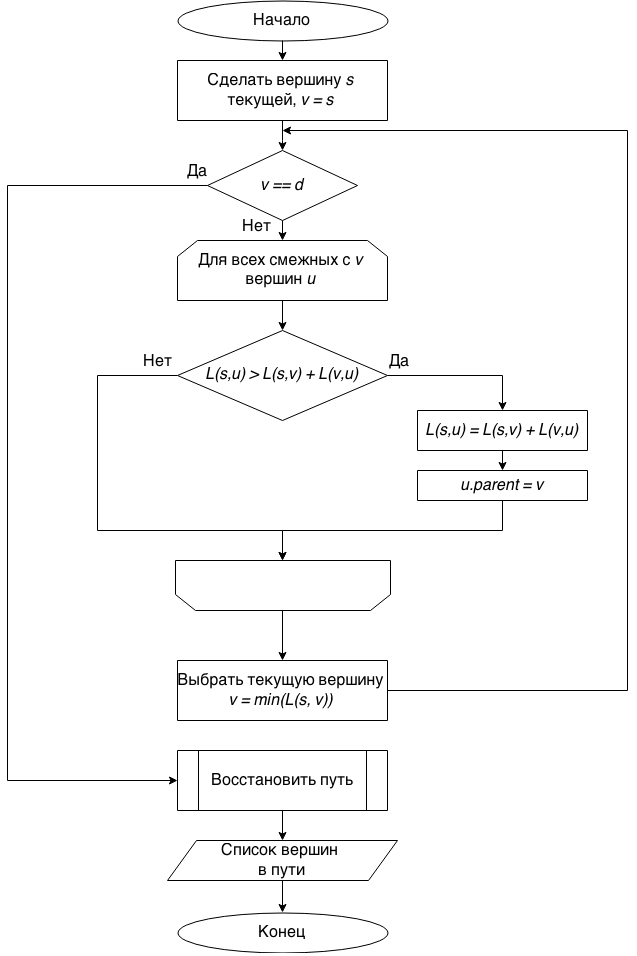 Начало
Сделать вершину s
текущей, v = s
Да
v == d
Нет
Для всех смежных с v
вершин u
Нет
L(s,u) > L(s,v) + L(v,u)
Да
L(s,u) = L(s,v) + L(v,u)
u.parent = v
Выбрать текущую вершину
v = min(L(s, v))
Восстановить путь
Список вершин
в пути
Конец